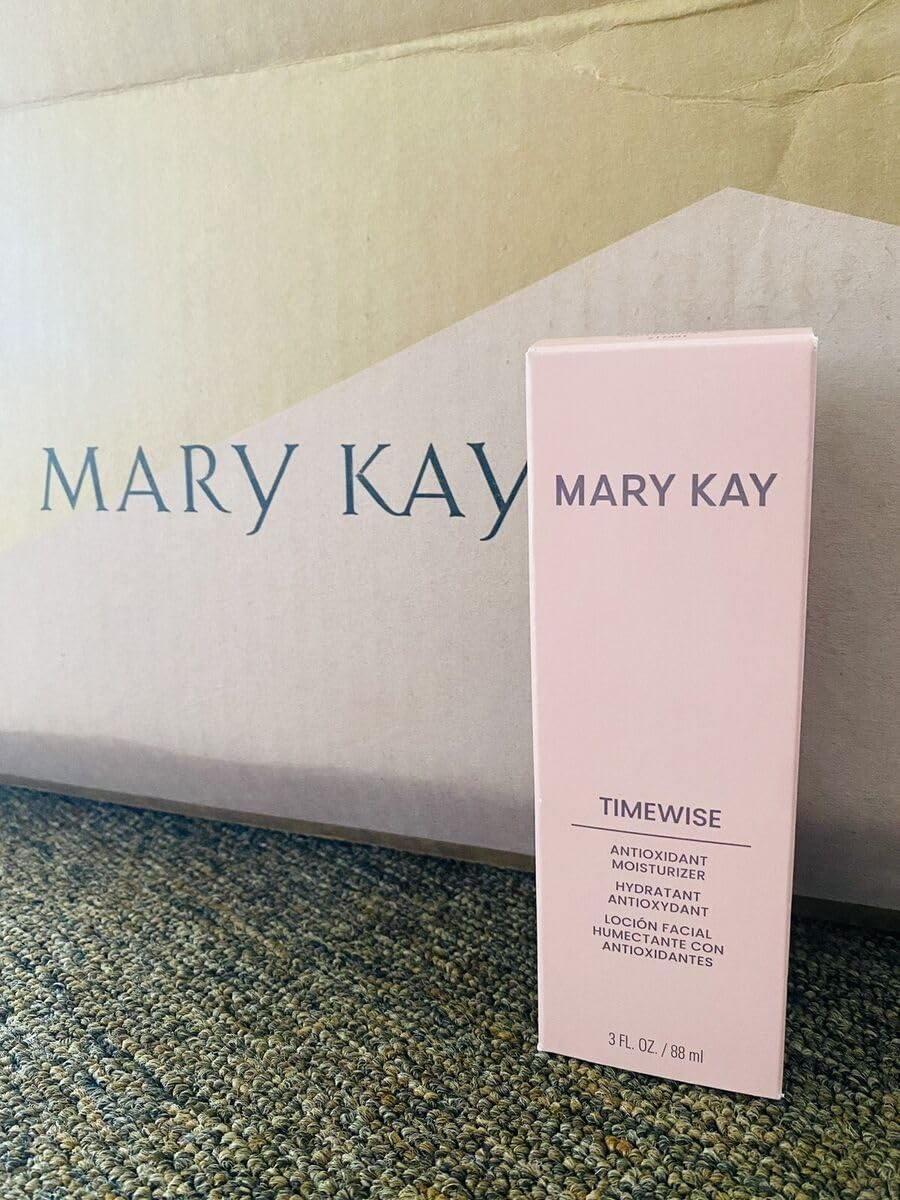 MARY KAY
MARY KAY
TIMEWISE
ANTIOXIDANT
MOISTURIZER
HYDRATANT
ANTIOXYDANT
LOCIÓN FACIAL
HUMECTANTE CON
ANTIOXIDANTES
3 FL. OZ. / 88 ml